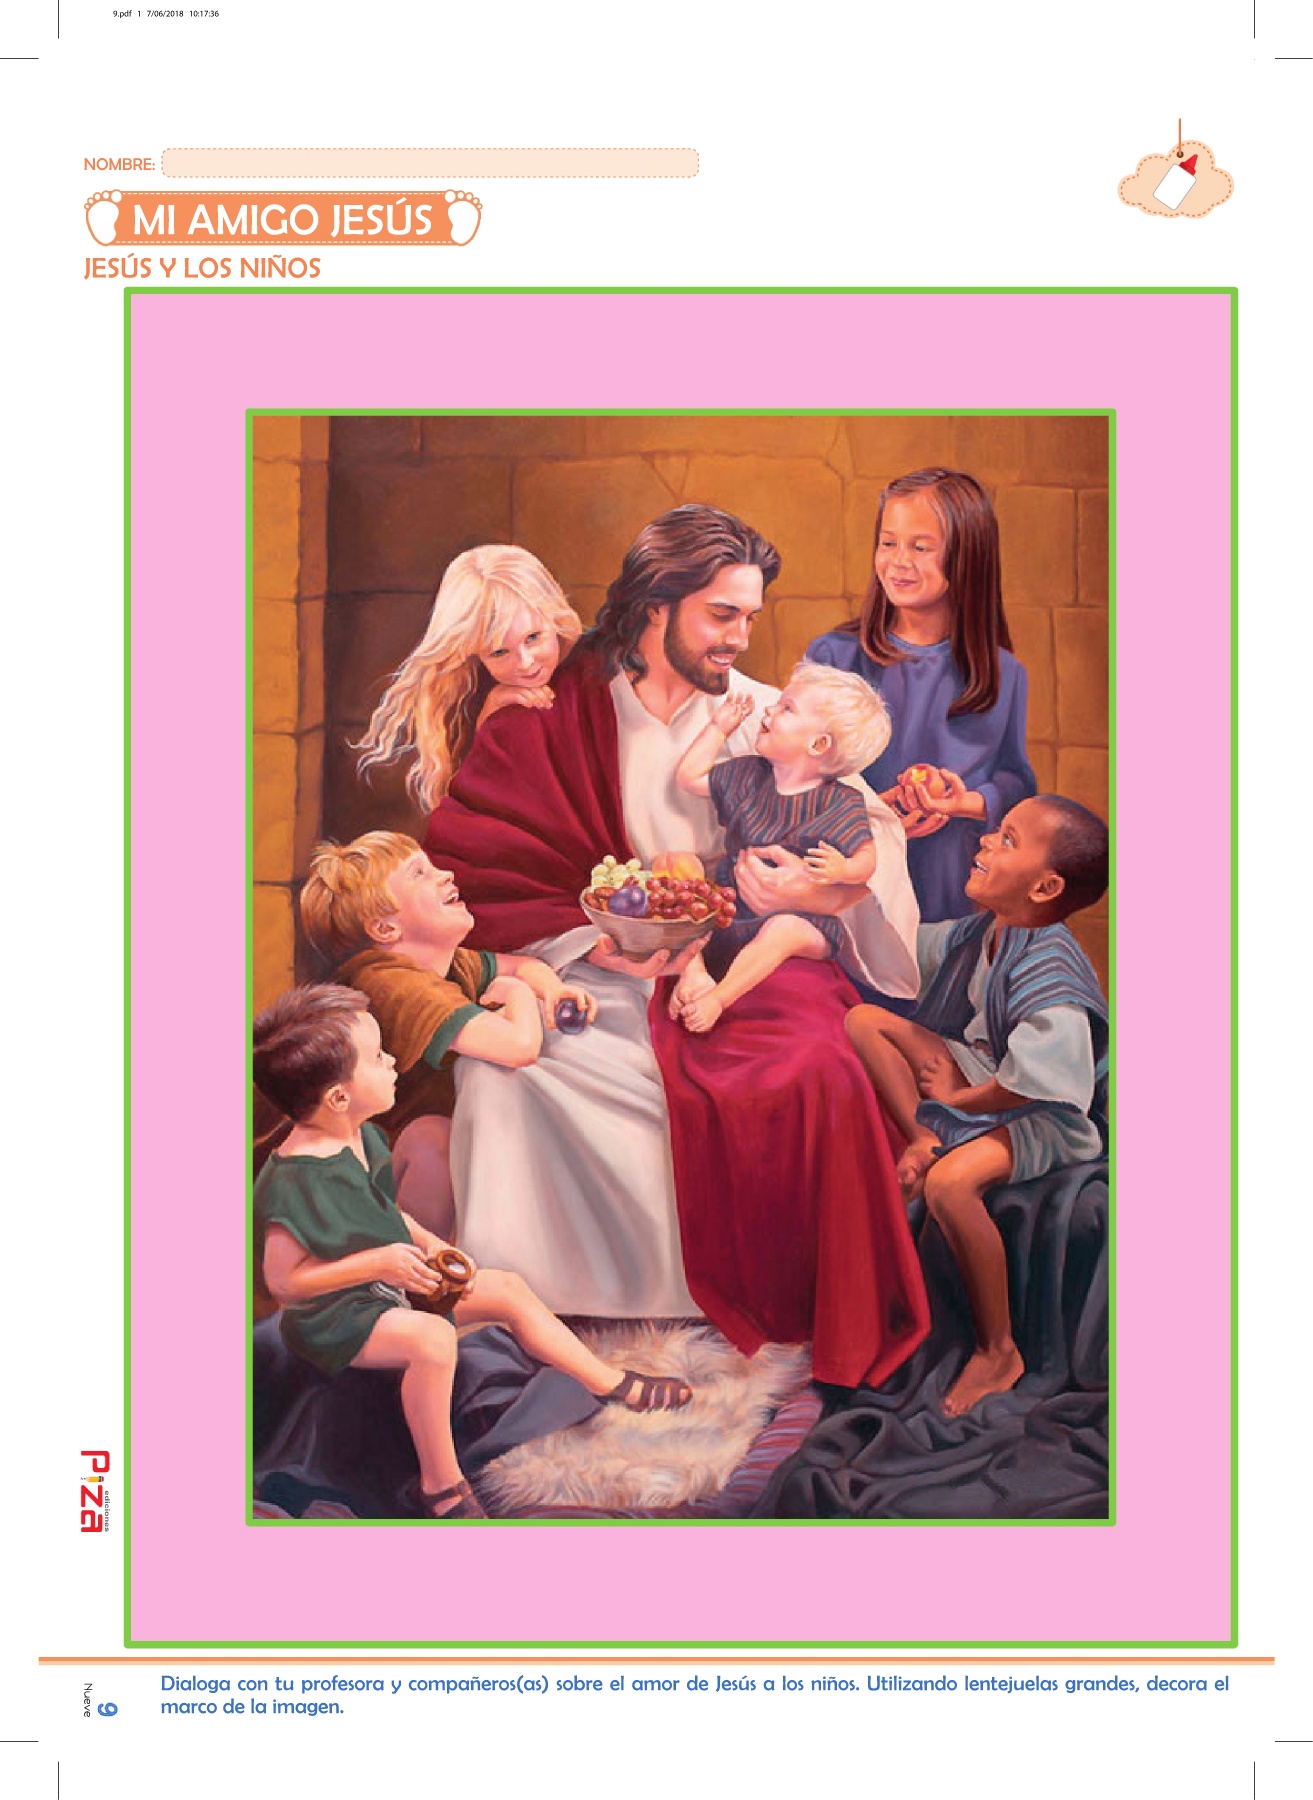 9.pdf 1 7/06/2018 10:17:36
NOMBRE:
MI AMIGO JESÚS
JESÚS Y LOS NIÑOS
Piza
ediciones
Dialoga con tu profesora y compañeros(as) sobre el amor de Jesús a los niños. Utilizando lentejuelas grandes, decora el
marco de la imagen.
9
Nueve